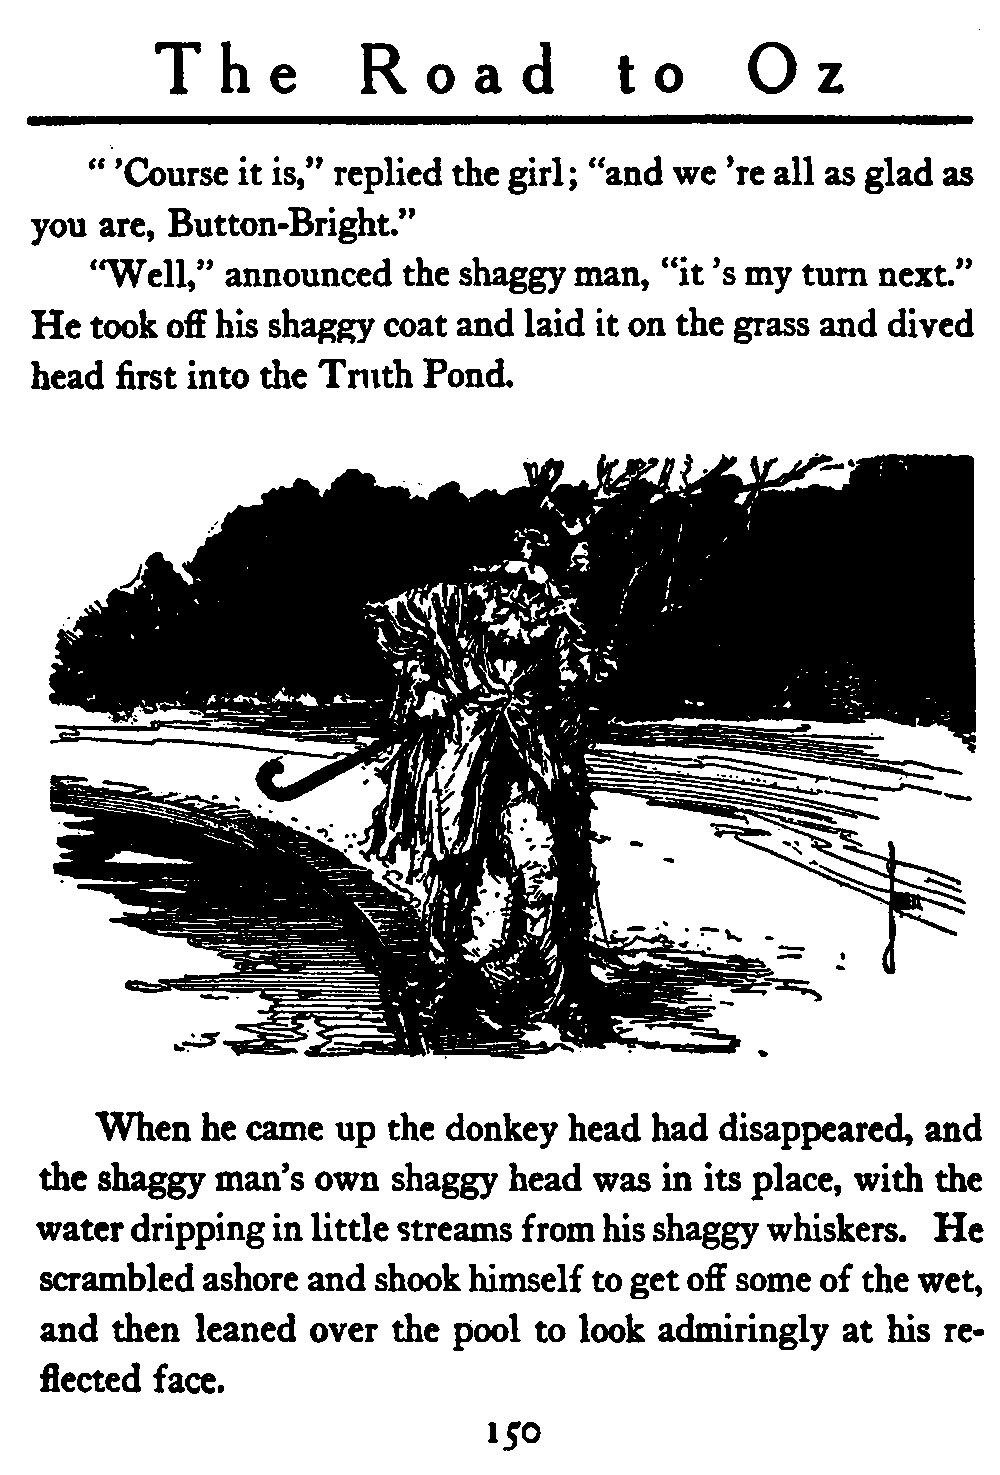 The Road to Oz
“ ’Course it is,” replied the girl; “and we ’re all as glad as
you are, Button-Bright.”
“Well,” announced the shaggy man, “it ’s my turn next.”
He took off his shaggy coat and laid it on the grass and dived
head first into the Truth Pond.
When he came up the donkey head had disappeared, and
the shaggy man’s own shaggy head was in its place, with the
water dripping in little streams from his shaggy whiskers. He
scrambled ashore and shook himself to get off some of the wet,
and then leaned over the pool to look admiringly at his re-
flected face.
150